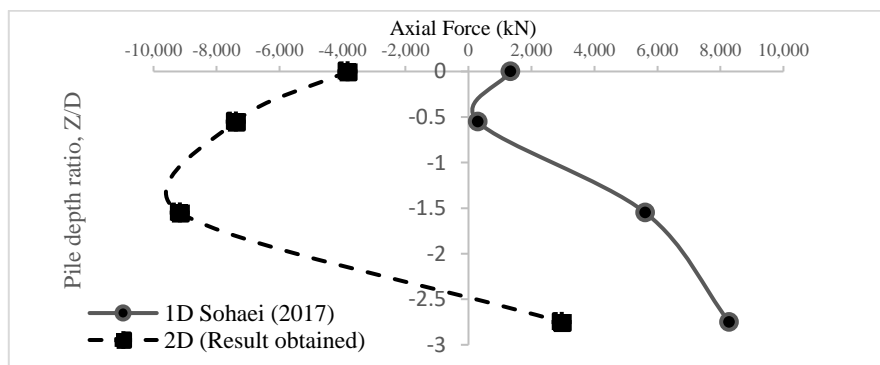 Axial Force (kN)
-10,000 -8,000 -6,000 -4,000 -2,000 0 2,000 4,000 6,000 8,000 10,000
Pile depth ratio, Z/D
0
-0.5
-1
-1.5
-2
-2.5
-3
1D Sohaei (2017)
2D (Result obtained)